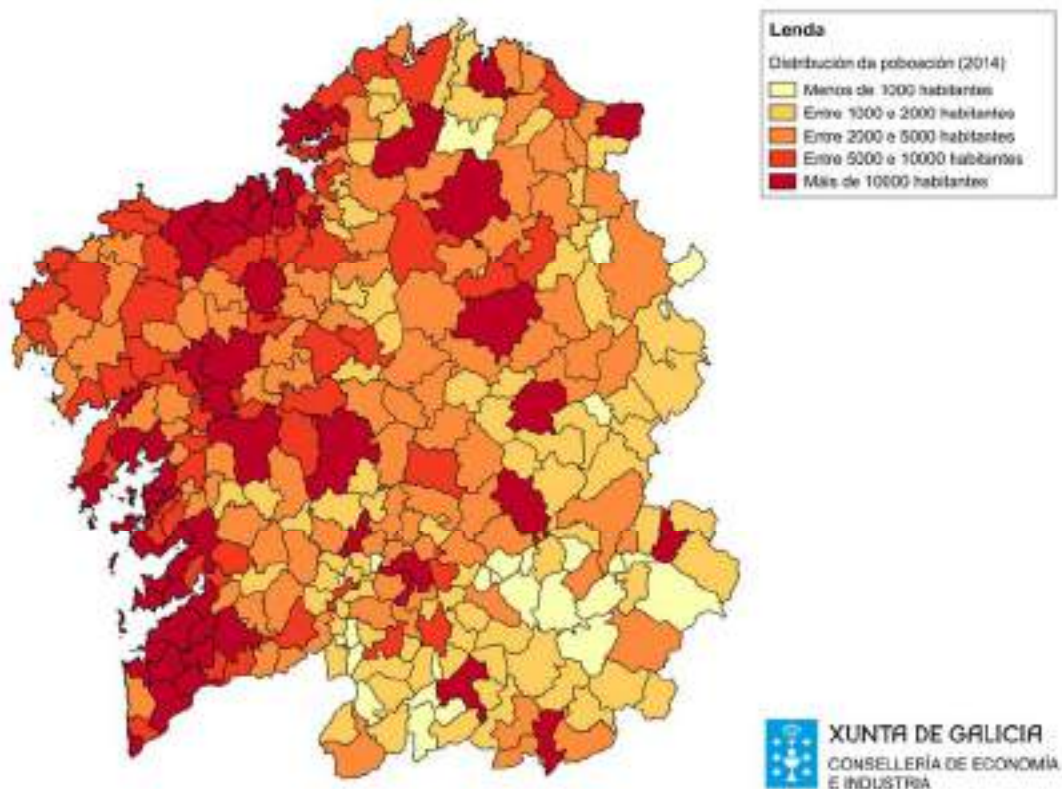 Lenda
Distribución da poboación (2014)
Menos de 1000 habitantes
Entre 1000 e 2000 habitantes
Entre 2000 e 5000 habitantes
Entre 5000 e 10000 habitantes
Máis de 10000 habitantes
XUNTA DE GALICIA
CONSELLERÍA DE ECONOMÍA
E INDUSTRIA